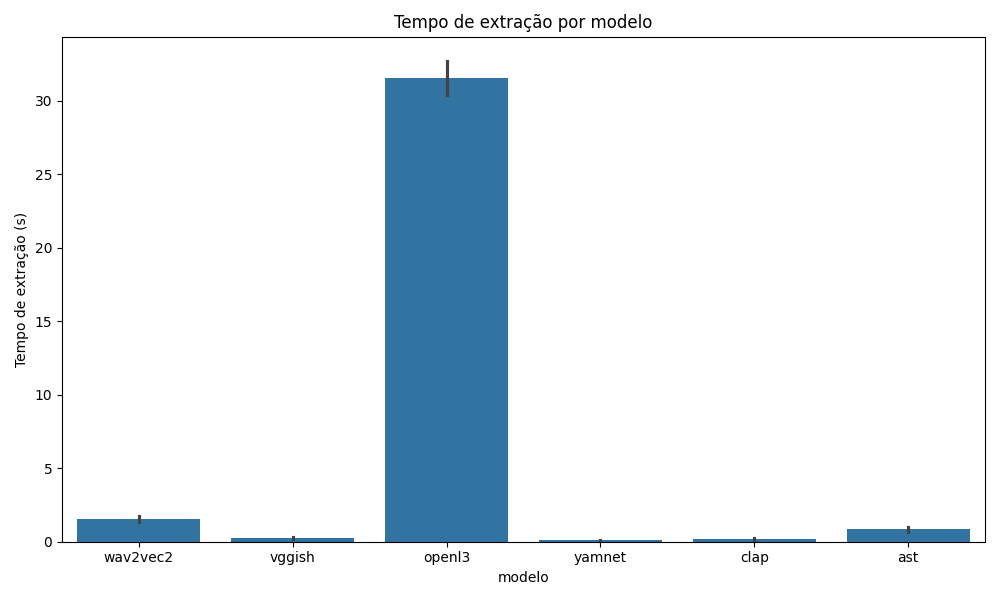 Tempo de extração por modelo
Tempo de extração (s)
30
25
20
15
10
5
0
wav2vec2 vggish openl3 yamnet clap ast
modelo